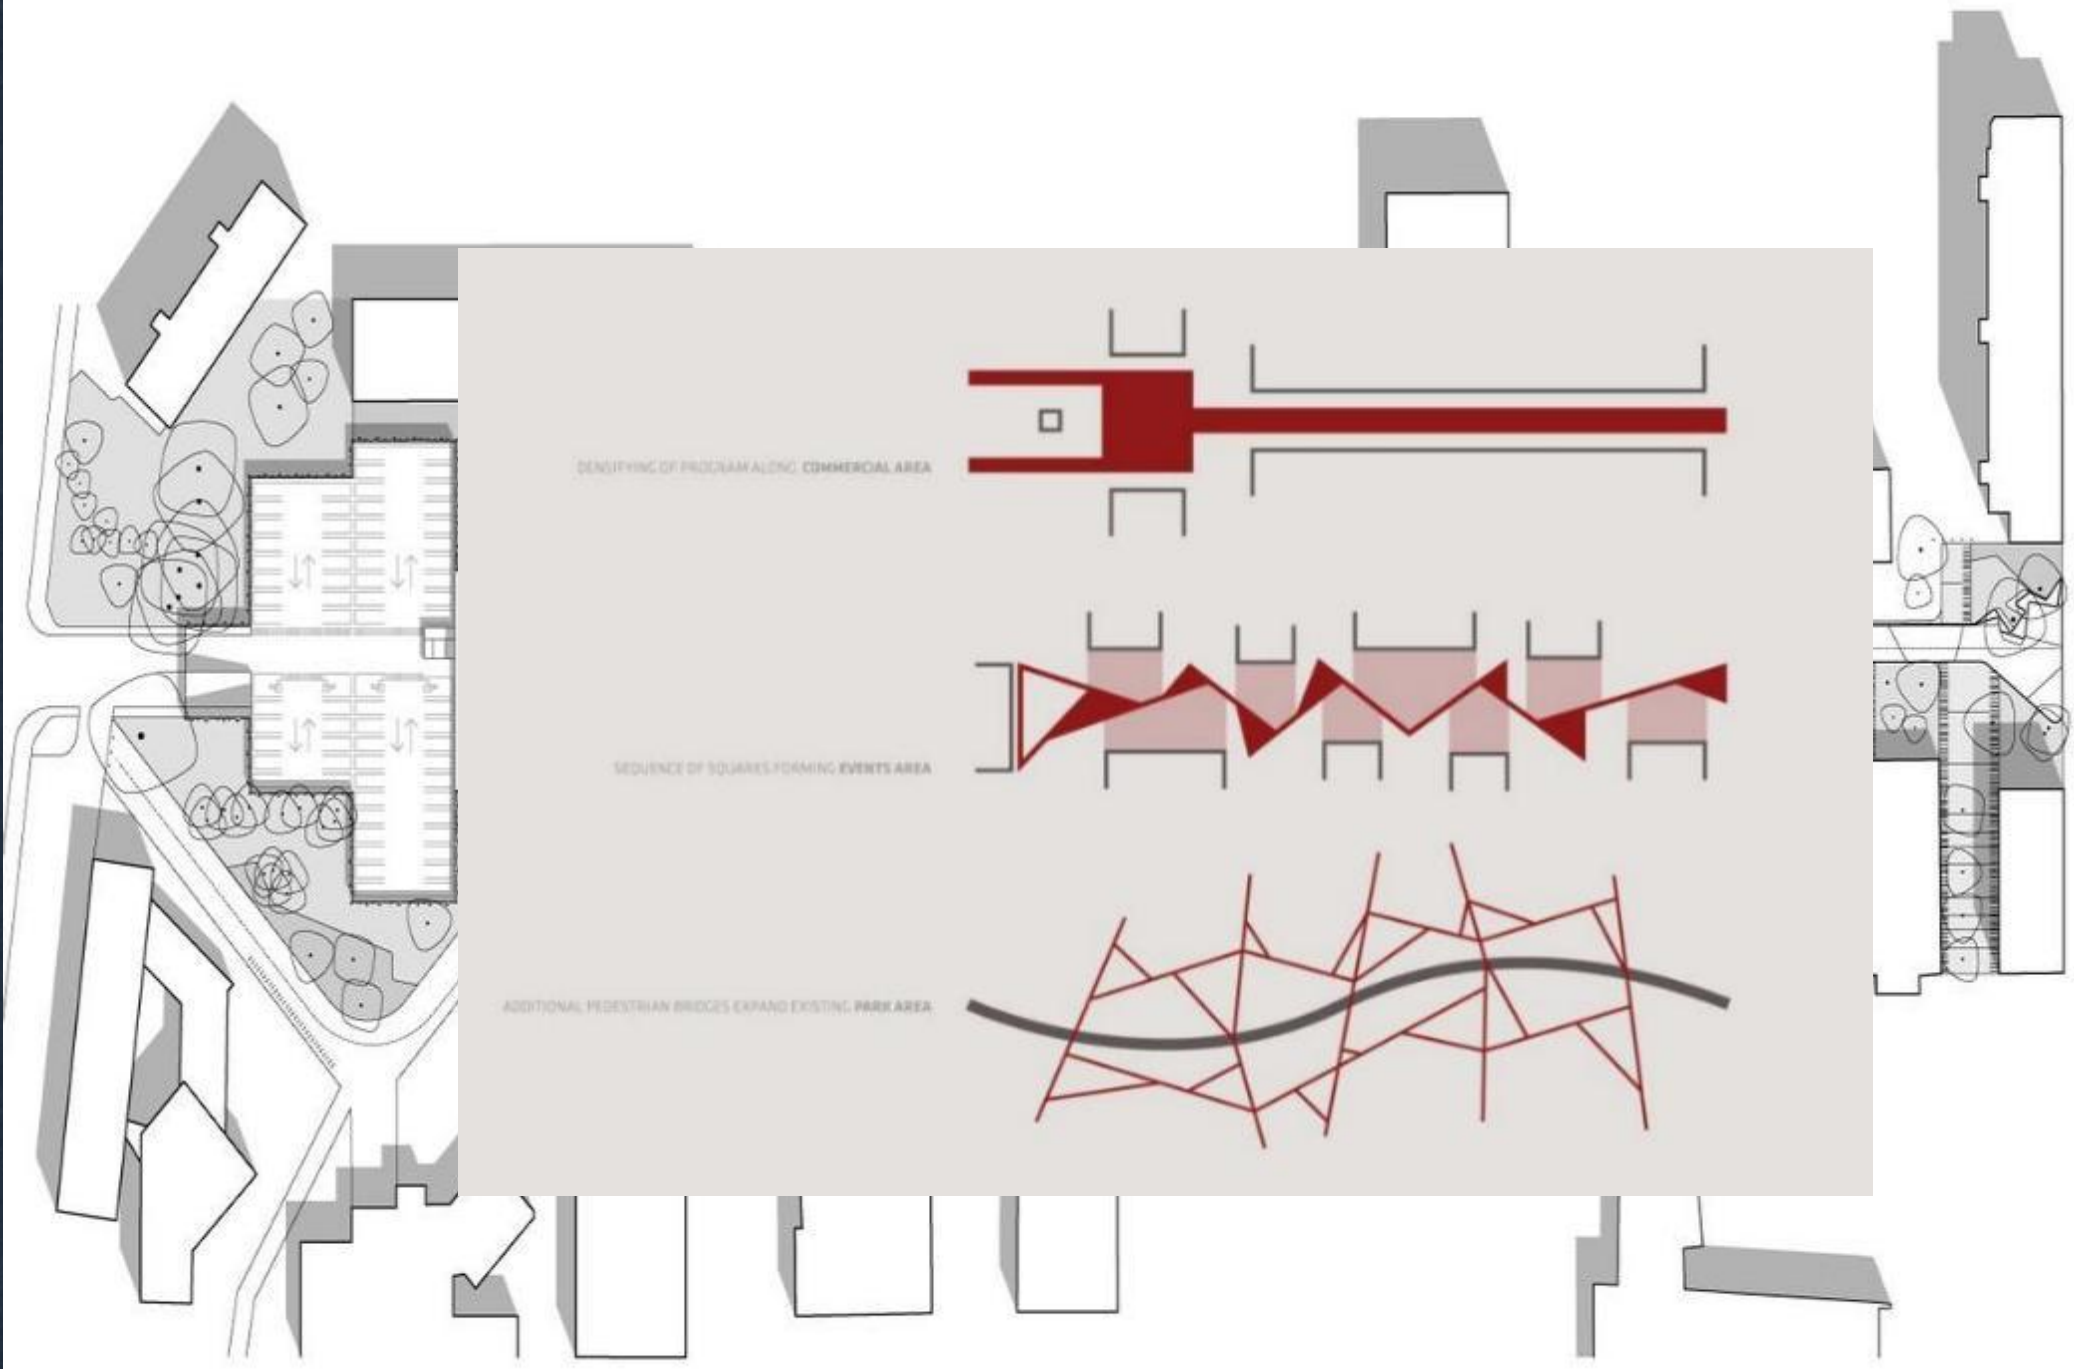 DENSIFYING OF PROGRAM ALONG COMMERCIAL AREA
SEQUENCE OF SQUARES FORMING EVENTS AREA
ADDITIONAL PEDESTRIAN BRIDGES EXPAND EXISTING PARK AREA